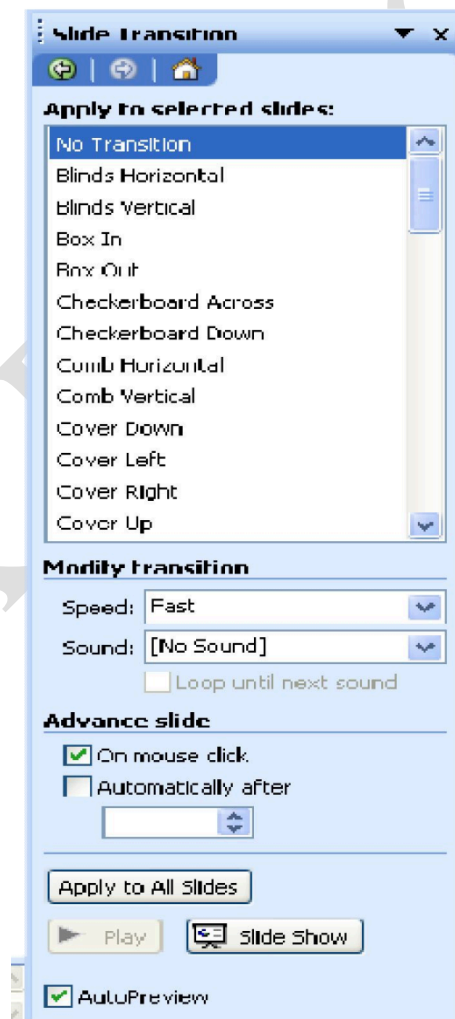 Slide Transition
Apply to selected slides:
No Transition
Blinds Horizontal
Blinds Vertical
Box In
Box Out
Checkerboard Across
Checkerboard Down
Comb Horizontal
Comb Vertical
Cover Down
Cover Left
Cover Right
Cover Up
Modify transition
Speed: Fast
Sound: [No Sound]
Loop until next sound
Advance slide
On mouse click
Automatically after
Apply to All Slides
Play Slide Show
AutoPreview